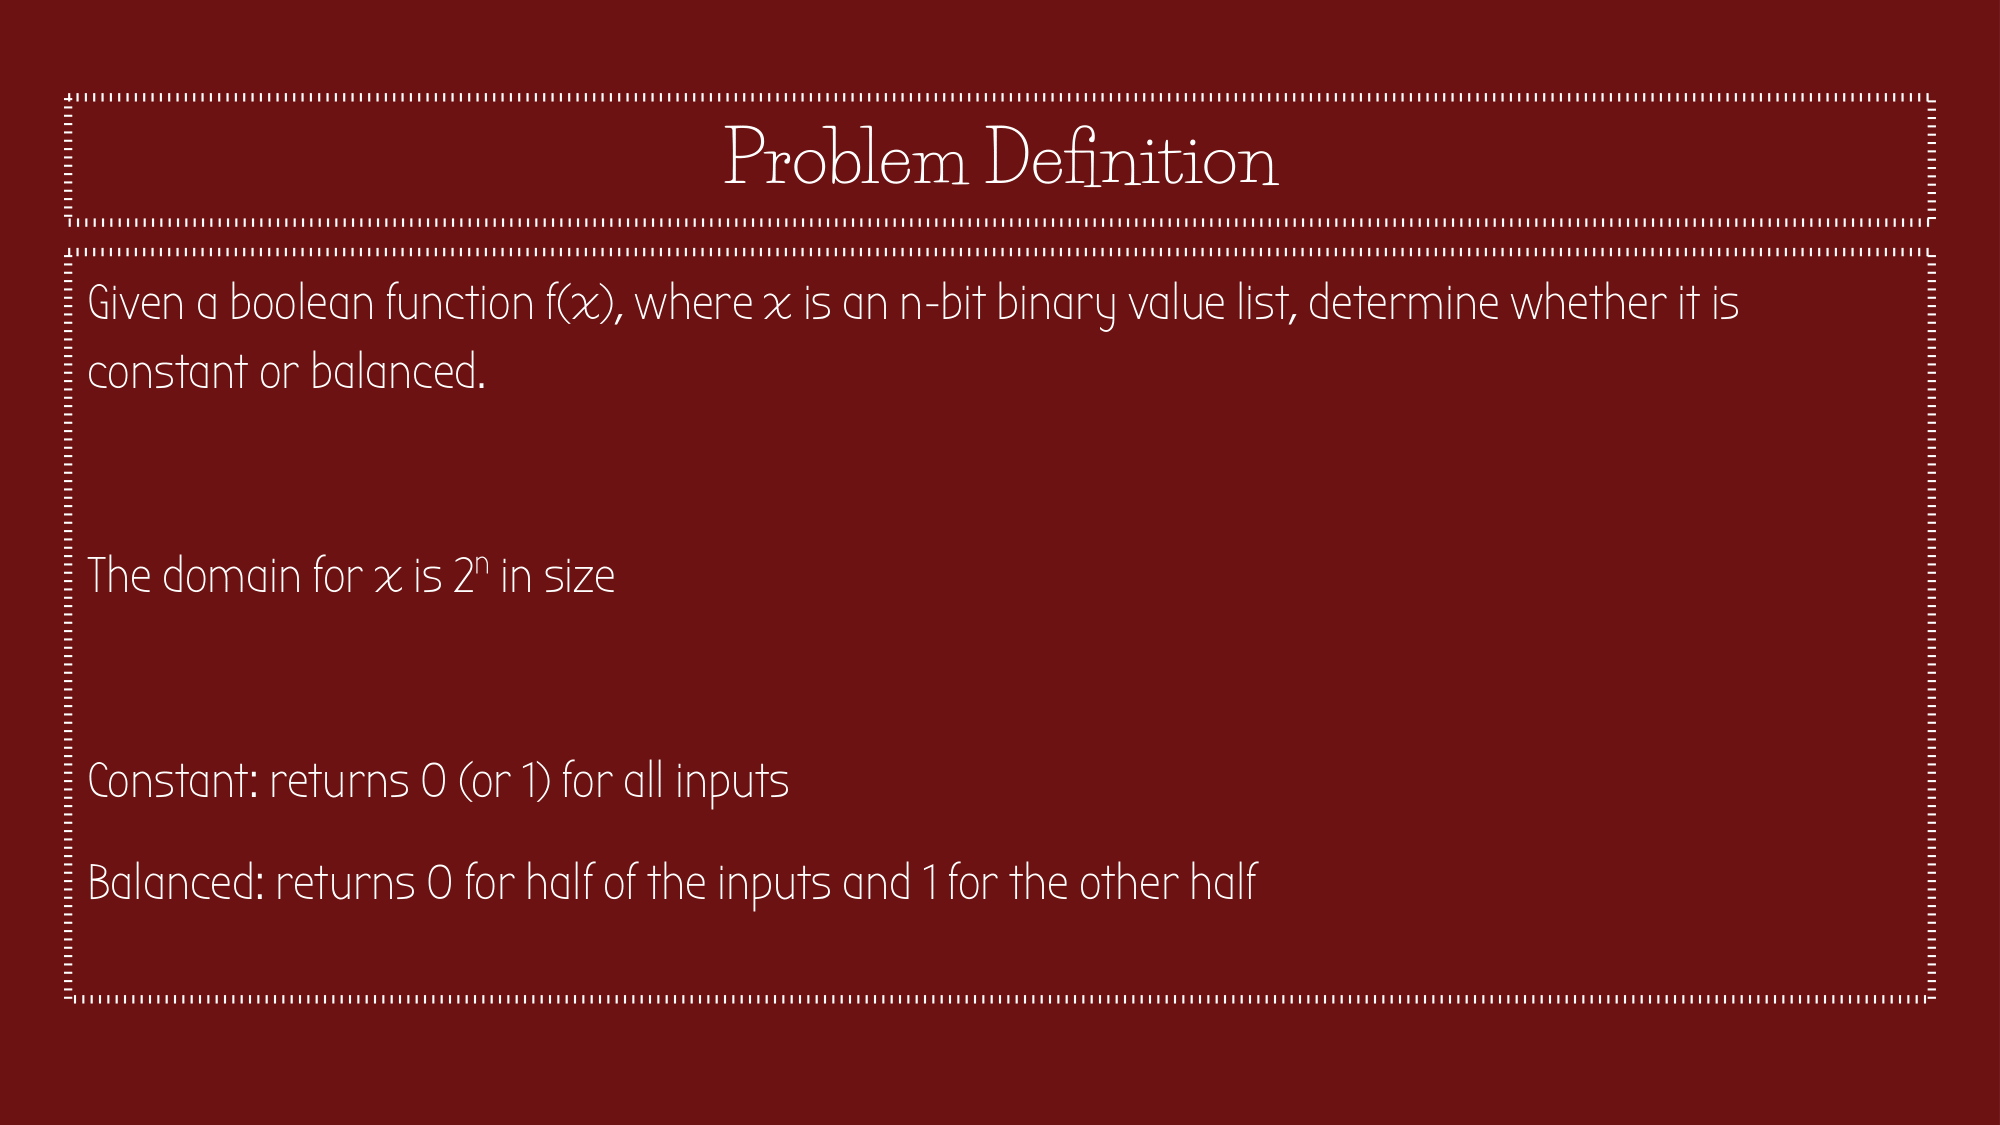 Problem Definition
Given a boolean function f(x), where x is an n-bit binary value list, determine whether it is
constant or balanced.
The domain for x is 2ⁿ in size
Constant: returns 0 (or 1) for all inputs
Balanced: returns 0 for half of the inputs and 1 for the other half